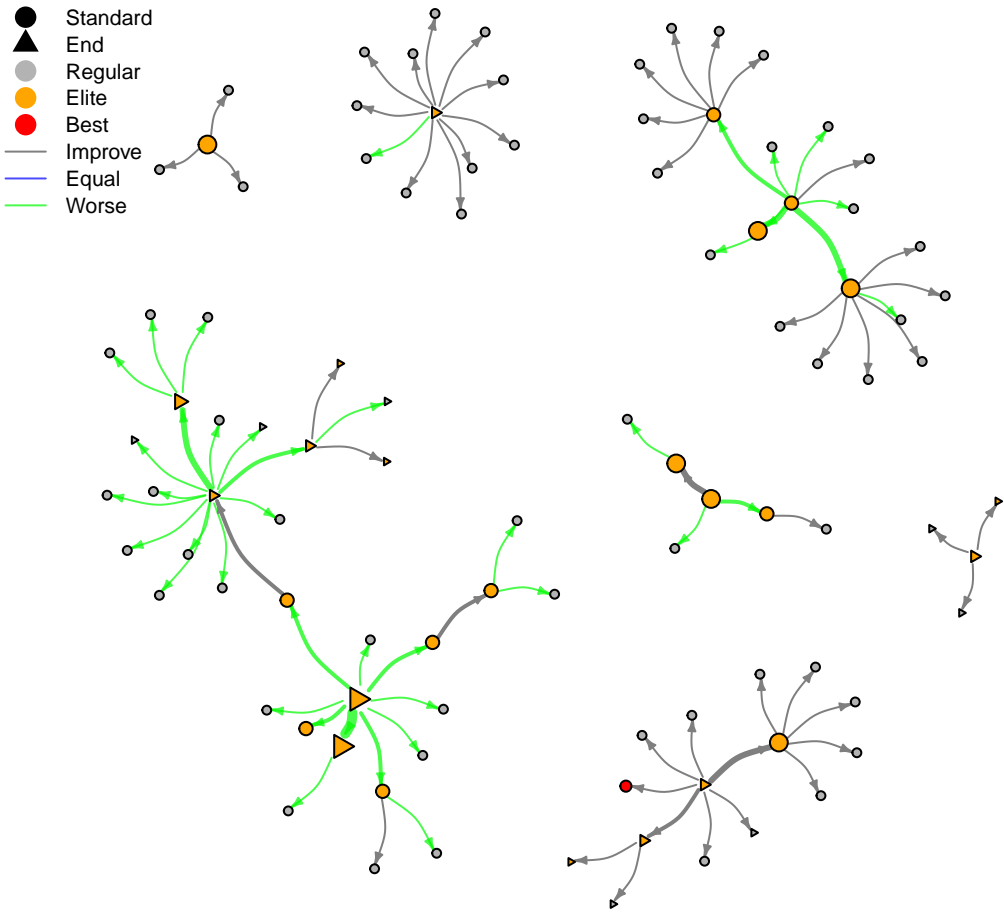 Standard
End
Regular
Elite
Best
Improve
Equal
Worse